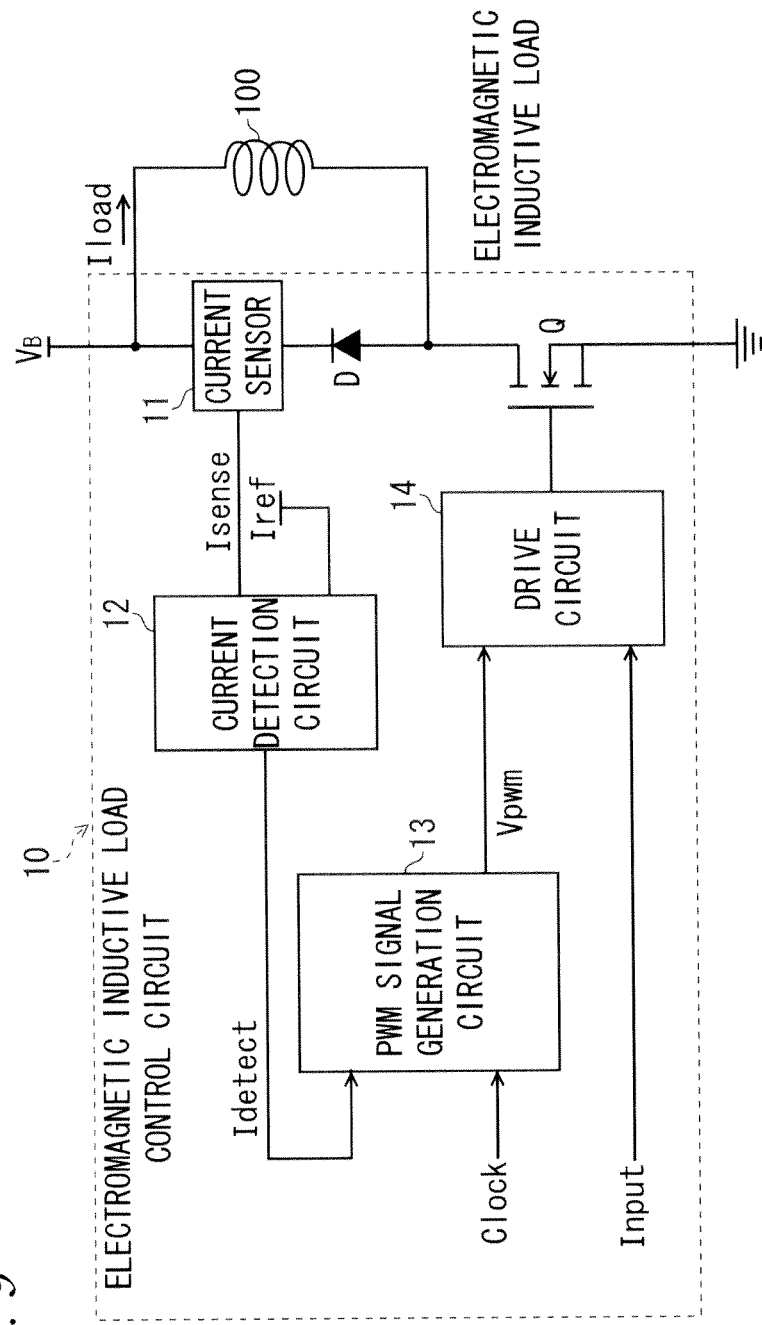 . 9
10
ELECTROMAGNETIC INDUCTIVE LOAD
CONTROL CIRCUIT
VB
Iload
100
ELECTROMAGNETIC
INDUCTIVE LOAD
11
CURRENT
SENSOR
D
Q
Isense
Iref
12
CURRENT
DETECTION
CIRCUIT
14
DRIVE
CIRCUIT
Idetect
13
PWM SIGNAL
GENERATION
CIRCUIT
Vpwm
Clock
Input